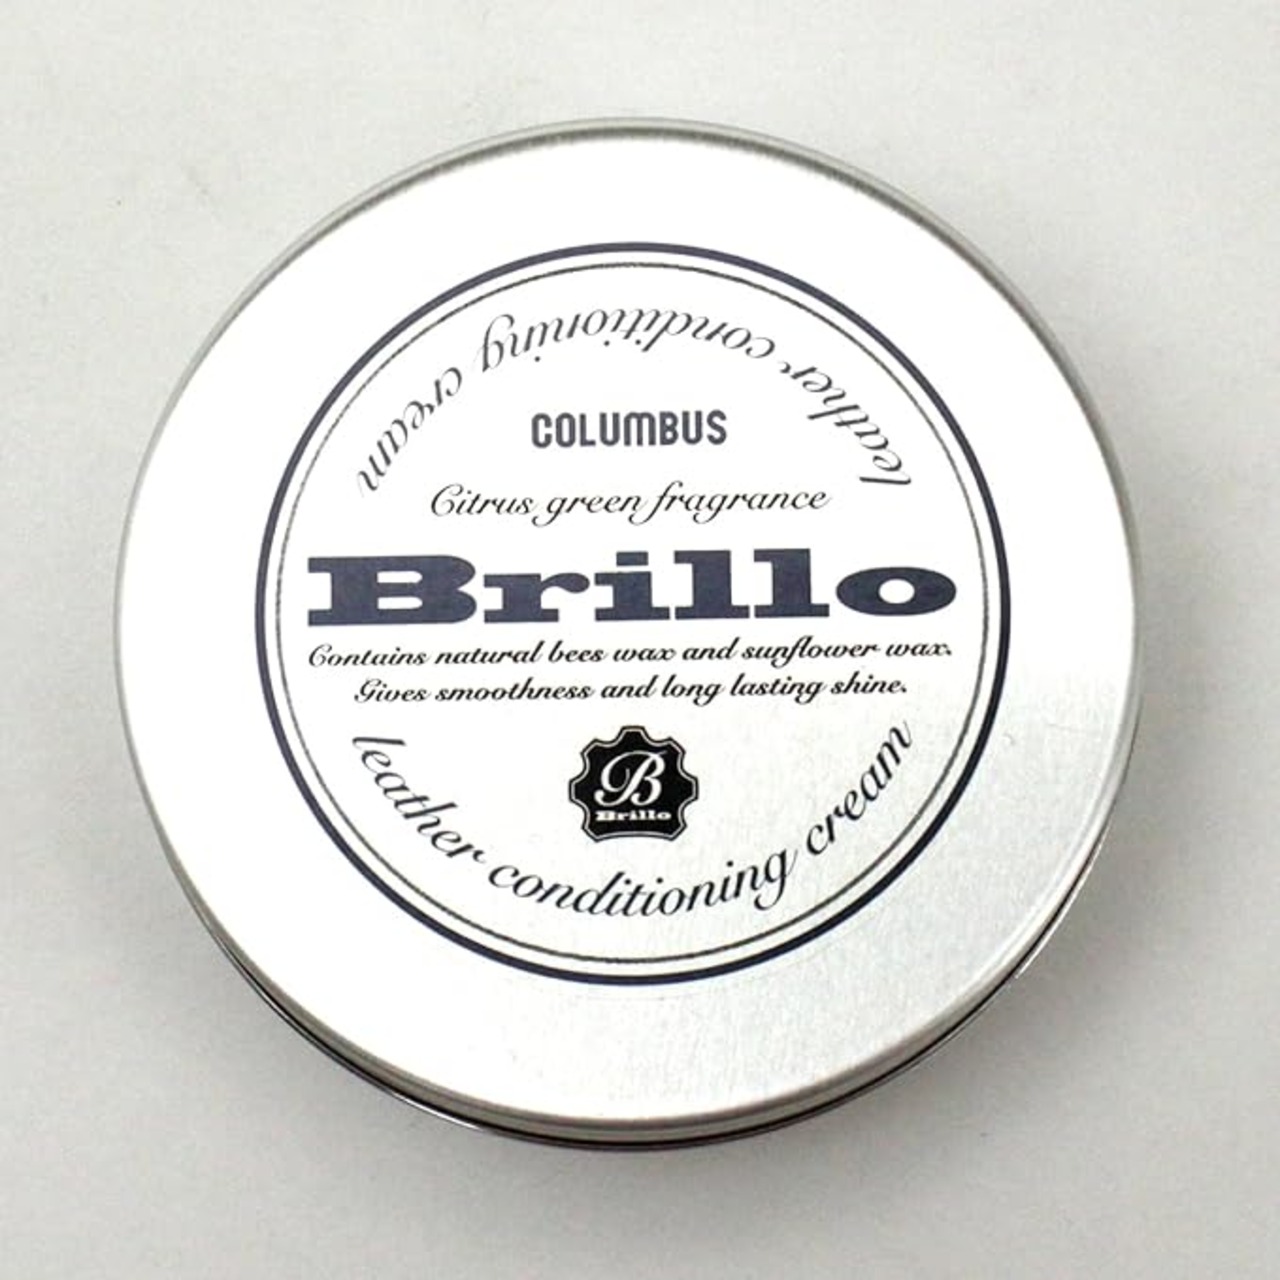 leather conditioning cream
COLUMBUS
Citrus green fragrance
Brillo
Contains natural bees wax and sunflower wax.
Gives smoothness and long lasting shine.
B
Brillo
leather conditioning cream